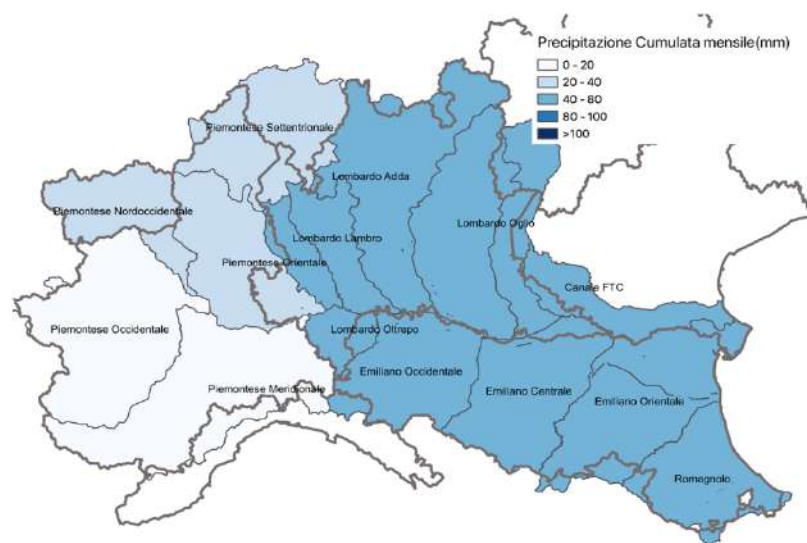 Precipitazione Cumulata mensile(mm)
0 - 20
20 - 40
40 - 80
80 - 100
>100
Piemontese Settentrionale
Lombardo Adda
Piemontese Nordoccidentale
Lombardo Oglio
Lombardo Lambro
Piemontese Orientale
Canale FTC
Piemontese Occidentale
Lombardo Oltrepo
Emiliano Occidentale
Piemontese Meridionale
Emiliano Centrale
Emiliano Orientale
Romagnolo